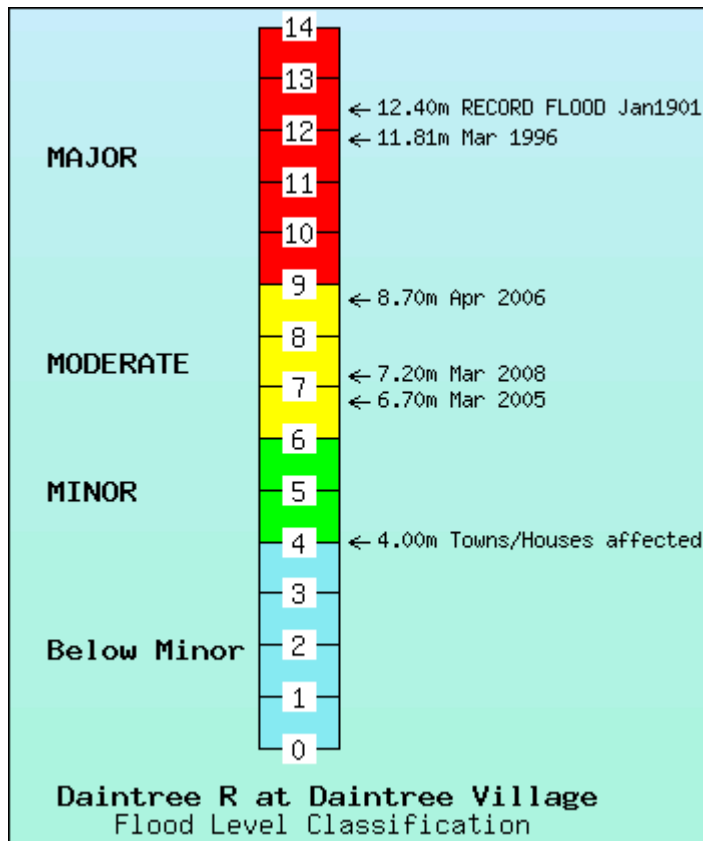 14
13
12.40m RECORD FLOOD Jan1901
12
11.81m Mar 1996
MAJOR
11
10
9
8.70m Apr 2006
8
MODERATE
7.20m Mar 2008
7
6.70m Mar 2005
6
MINOR
5
4
4.00m Towns/Houses affected
3
Below Minor
2
1
0
Daintree R at Daintree Village
Flood Level Classification